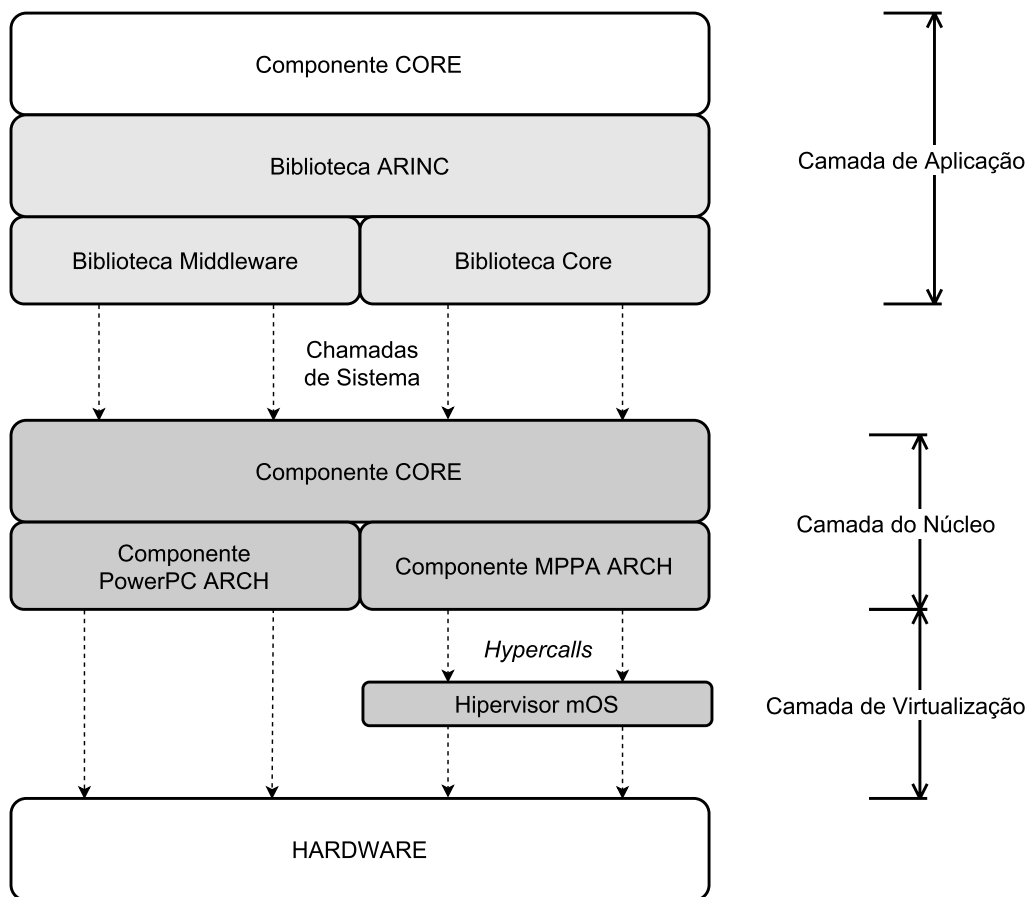 Componente CORE
Biblioteca ARINC
Camada de Aplicação
Biblioteca Middleware
Biblioteca Core
Chamadas
de Sistema
Componente CORE
Camada do Núcleo
Componente
PowerPC ARCH
Componente MPPA ARCH
Hypercalls
Hipervisor mOS
Camada de Virtualização
HARDWARE